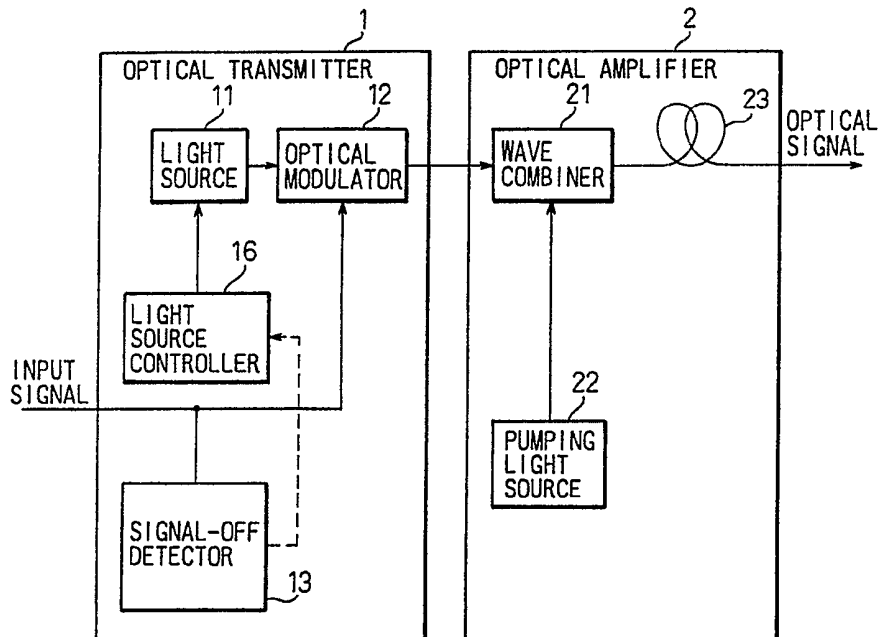 1
2
OPTICAL TRANSMITTER
OPTICAL AMPLIFIER
11
12
21
23
LIGHT
SOURCE
OPTICAL
MODULATOR
WAVE
COMBINER
OPTICAL
SIGNAL
16
LIGHT
SOURCE
CONTROLLER
INPUT
SIGNAL
22
PUMPING
LIGHT
SOURCE
SIGNAL-OFF
DETECTOR
13